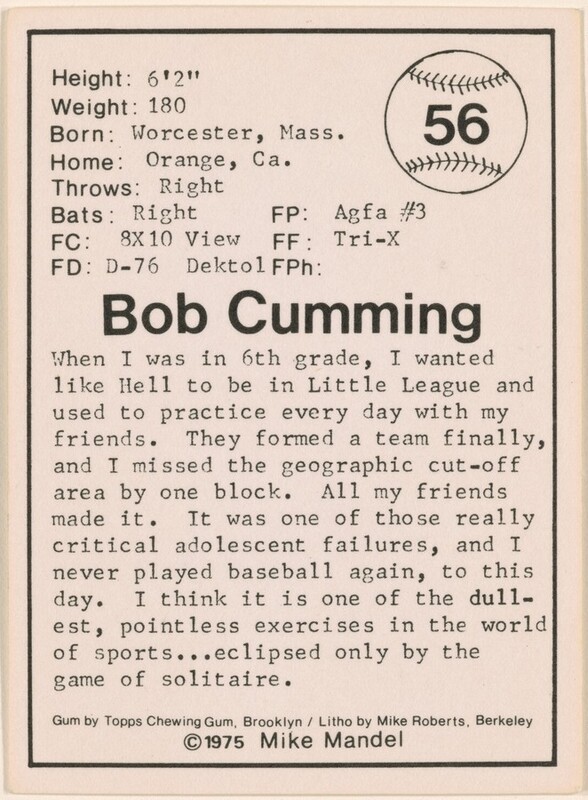 Height: 6'2"
56
Weight: 180
Born: Worcester, Mass.
Home: Orange, Ca.
Throws: Right
Bats: Right FP: Agfa #3
FC: 8X10 View FF: Tri-X
FD: D-76 Dektol FPh:
Bob Cumming
When I was in 6th grade, I wanted
like Hell to be in Little League and
used to practice every day with my
friends. They formed a team finally,
and I missed the geographic cut-off
area by one block. All my friends
made it. It was one of those really
critical adolescent failures, and I
never played baseball again, to this
day. I think it is one of the dull-
est, pointless exercises in the world
of sports...eclipsed only by the
game of solitaire.
Gum by Topps Chewing Gum, Brooklyn / Litho by Mike Roberts, Berkeley
©1975 Mike Mandel